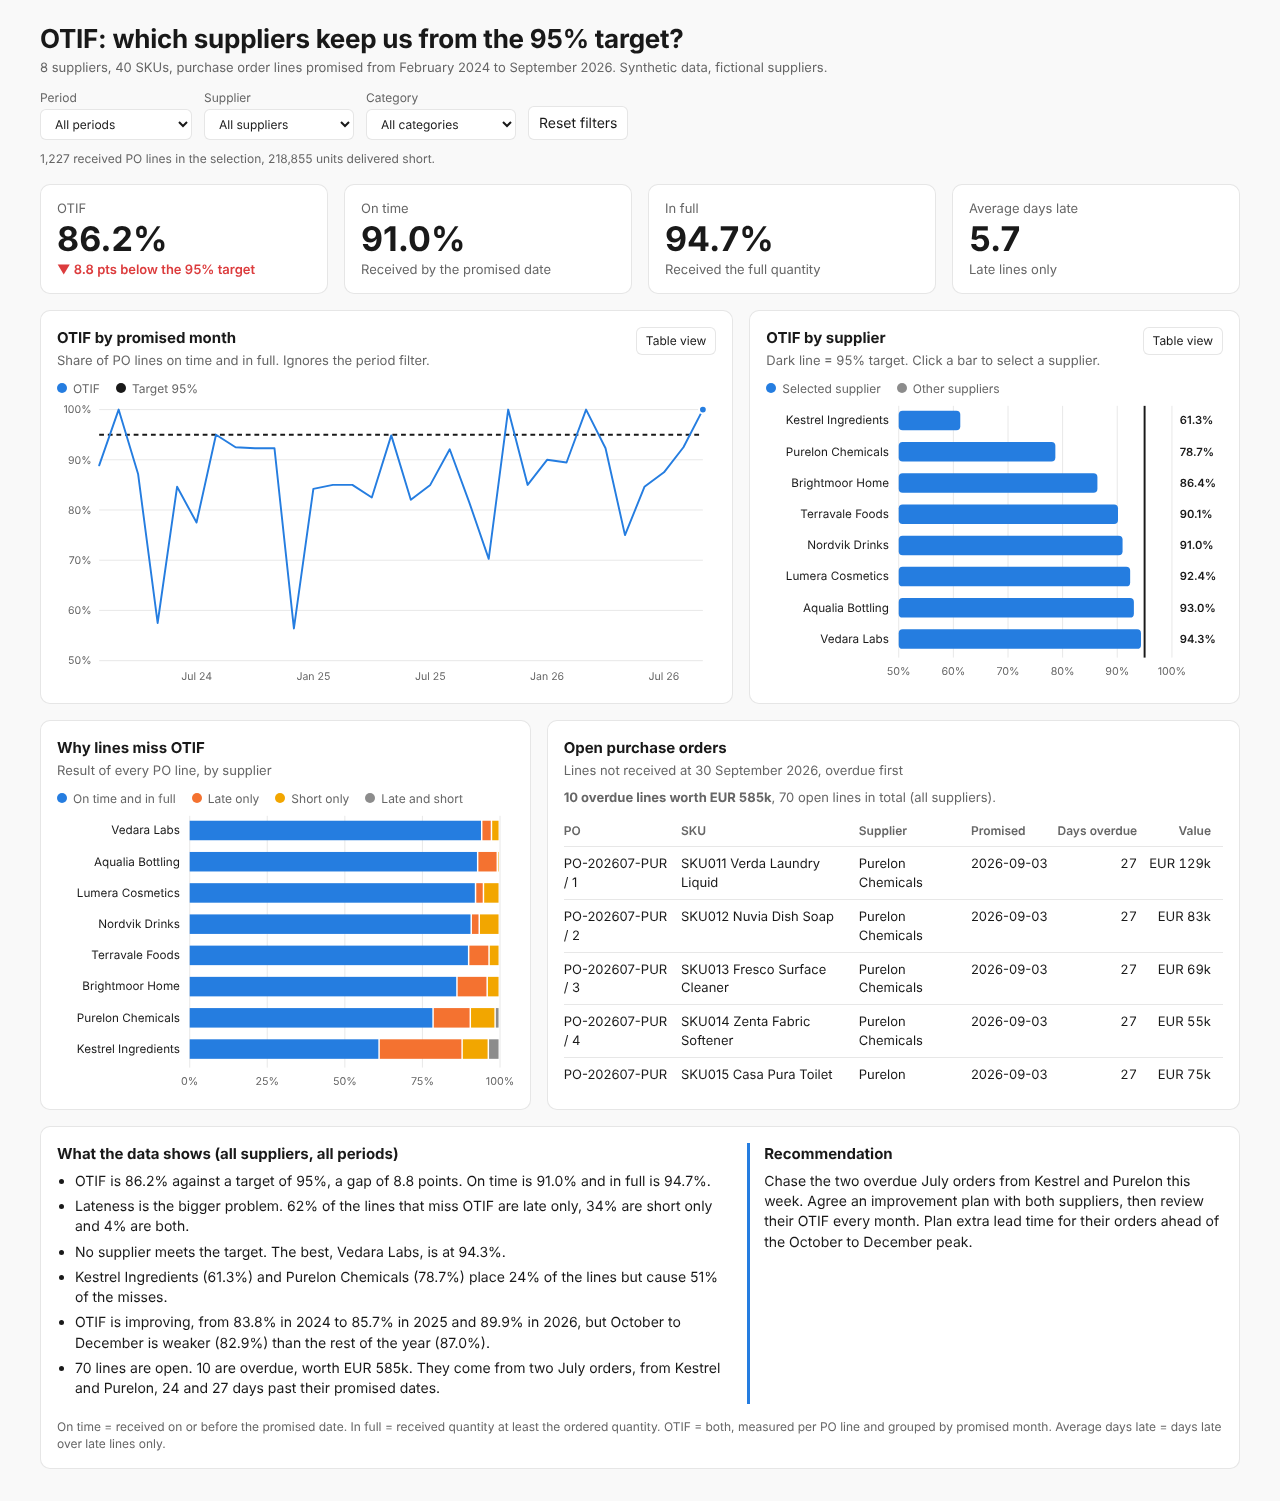 OTIF: which suppliers keep us from the 95% target?
8 suppliers, 40 SKUs, purchase order lines promised from February 2024 to September 2026. Synthetic data, fictional suppliers.
Period
Supplier
Category
All periods
All suppliers
All categories
Reset filters
1,227 received PO lines in the selection, 218,855 units delivered short.
OTIF
86.2%
▼ 8.8 pts below the 95% target
On time
91.0%
Received by the promised date
In full
94.7%
Received the full quantity
Average days late
5.7
Late lines only
OTIF by promised month
Share of PO lines on time and in full. Ignores the period filter.
Table view
OTIF
Target 95%
100%
90%
80%
70%
60%
50%
Jul 24
Jan 25
Jul 25
Jan 26
Jul 26
OTIF by supplier
Dark line = 95% target. Click a bar to select a supplier.
Table view
Selected supplier
Other suppliers
Kestrel Ingredients 61.3%
Purelon Chemicals 78.7%
Brightmoor Home 86.4%
Terravale Foods 90.1%
Nordvik Drinks 91.0%
Lumera Cosmetics 92.4%
Aqualia Bottling 93.0%
Vedara Labs 94.3%
50% 60% 70% 80% 90% 100%
Why lines miss OTIF
Result of every PO line, by supplier
On time and in full
Late only
Short only
Late and short
Vedara Labs
Aqualia Bottling
Lumera Cosmetics
Nordvik Drinks
Terravale Foods
Brightmoor Home
Purelon Chemicals
Kestrel Ingredients
0% 25% 50% 75% 100%
Open purchase orders
Lines not received at 30 September 2026, overdue first
10 overdue lines worth EUR 585k, 70 open lines in total (all suppliers).
PO SKU Supplier Promised Days overdue Value
PO-202607-PUR SKU011 Verda Laundry Purelon 2026-09-03 27 EUR 129k
/ 1 Liquid Chemicals
PO-202607-PUR SKU012 Nuvia Dish Soap Purelon 2026-09-03 27 EUR 83k
/ 2 Chemicals
PO-202607-PUR SKU013 Fresco Surface Purelon 2026-09-03 27 EUR 69k
/ 3 Cleaner Chemicals
PO-202607-PUR SKU014 Zenta Fabric Purelon 2026-09-03 27 EUR 55k
/ 4 Softener Chemicals
PO-202607-PUR SKU015 Casa Pura Toilet Purelon 2026-09-03 27 EUR 75k
What the data shows (all suppliers, all periods)
• OTIF is 86.2% against a target of 95%, a gap of 8.8 points. On time is 91.0% and in full is 94.7%.
• Lateness is the bigger problem. 62% of the lines that miss OTIF are late only, 34% are short only
and 4% are both.
• No supplier meets the target. The best, Vedara Labs, is at 94.3%.
• Kestrel Ingredients (61.3%) and Purelon Chemicals (78.7%) place 24% of the lines but cause 51%
of the misses.
• OTIF is improving, from 83.8% in 2024 to 85.7% in 2025 and 89.9% in 2026, but October to
December is weaker (82.9%) than the rest of the year (87.0%).
• 70 lines are open. 10 are overdue, worth EUR 585k. They come from two July orders, from Kestrel
and Purelon, 24 and 27 days past their promised dates.
Recommendation
Chase the two overdue July orders from Kestrel and Purelon this
week. Agree an improvement plan with both suppliers, then review
their OTIF every month. Plan extra lead time for their orders ahead of
the October to December peak.
On time = received on or before the promised date. In full = received quantity at least the ordered quantity. OTIF = both, measured per PO line and grouped by promised month. Average days late = days late
over late lines only.